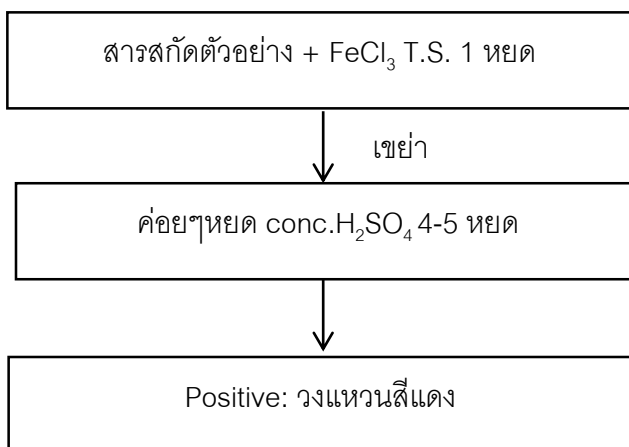 สารสกัดตัวอย่าง + FeCl₃ T.S. 1 หยด
เขย่า
ค่อยๆหยด conc.H₂SO₄ 4-5 หยด
Positive: วงแหวนสีแดง